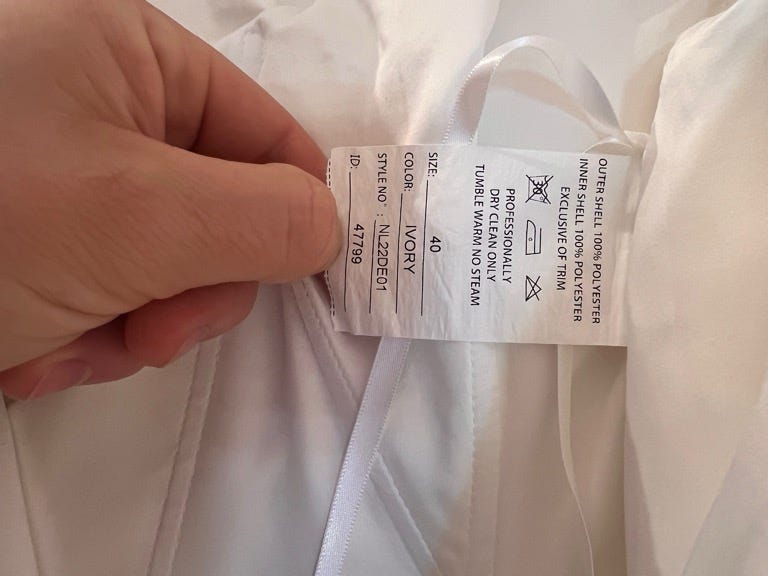 OUTER SHELL 100% POLYESTER
INNER SHELL 100% POLYESTER
EXCLUSIVE OF TRIM
30
PROFESSIONALLY
DRY CLEAN ONLY
TUMBLE WARM NO STEAM
SIZE: 40
COLOR: IVORY
STYLE NO°: NL22DE01
ID: 47799